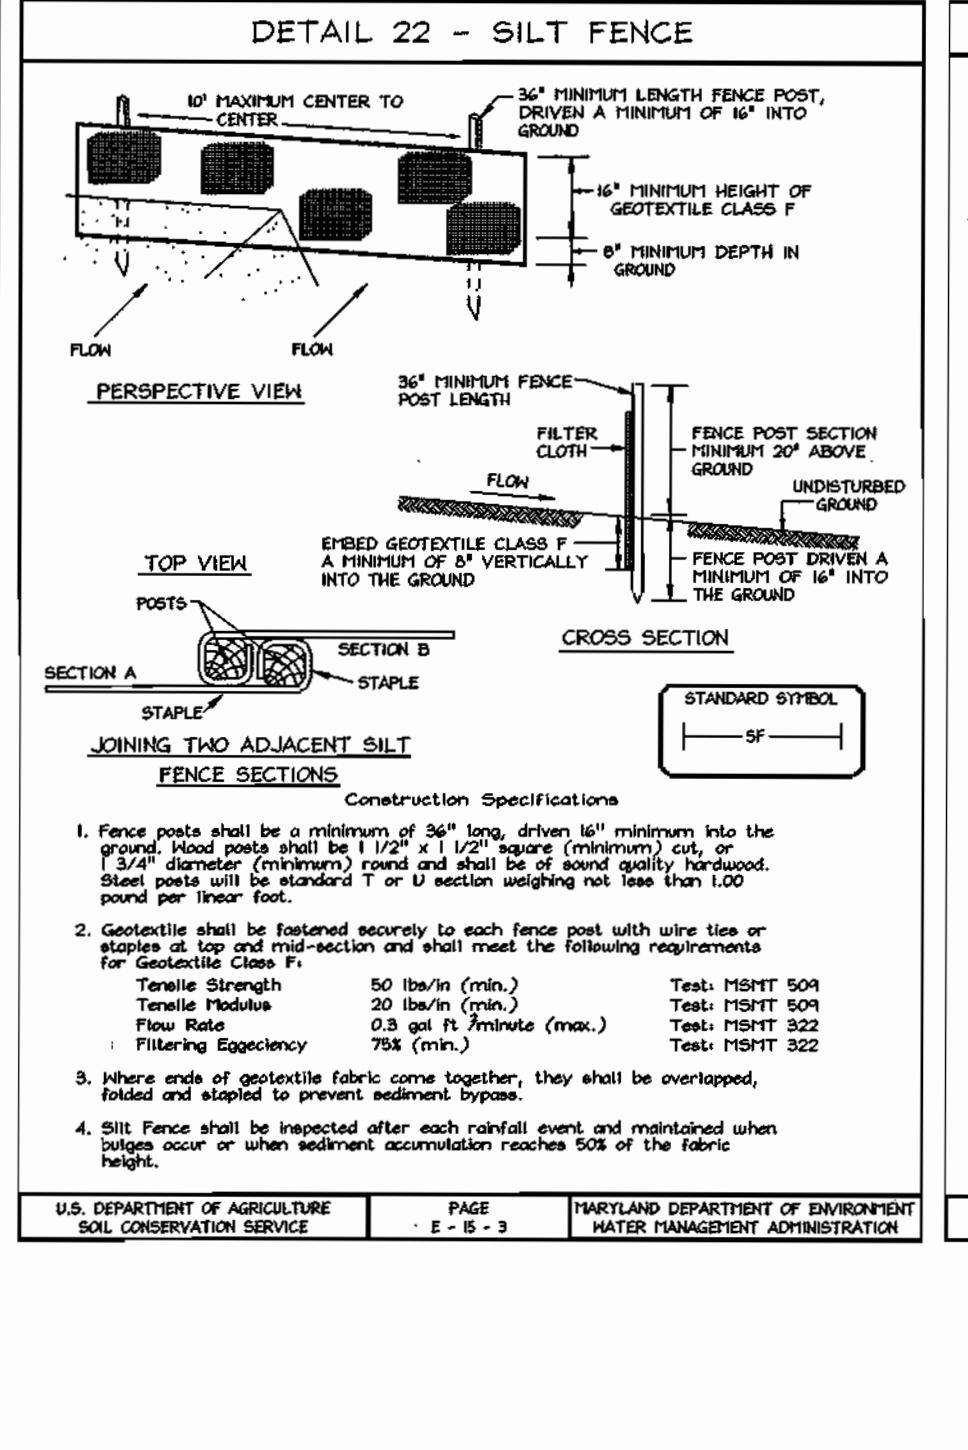 DETAIL 22 - SILT FENCE
10' MAXIMUM CENTER TO
CENTER
36" MINIMUM LENGTH FENCE POST,
DRIVEN A MINIMUM OF 16" INTO
GROUND
16" MINIMUM HEIGHT OF
GEOTEXTILE CLASS F
8" MINIMUM DEPTH IN
GROUND
FLOW
FLOW
PERSPECTIVE VIEW
36" MINIMUM FENCE
POST LENGTH
FILTER
CLOTH
FENCE POST SECTION
MINIMUM 20" ABOVE
GROUND
FLOW
UNDISTURBED
GROUND
EMBED GEOTEXTILE CLASS F
A MINIMUM OF 8" VERTICALLY
INTO THE GROUND
FENCE POST DRIVEN A
MINIMUM OF 16" INTO
THE GROUND
CROSS SECTION
TOP VIEW
POSTS
SECTION B
SECTION A
STAPLE
STAPLE
JOINING TWO ADJACENT SILT
FENCE SECTIONS
STANDARD SYMBOL
SF
Construction Specifications
1. Fence posts shall be a minimum of 36" long, driven 16" minimum into the
ground. Wood posts shall be 1 1/2" x 1 1/2" square (minimum) cut, or
1 3/4" diameter (minimum) round and shall be of sound quality hardwood.
Steel posts will be standard T or U section weighing not less than 1.00
pound per linear foot.
2. Geotextile shall be fastened securely to each fence post with wire ties or
staples at top and mid-section and shall meet the following requirements
for Geotextile Class F:
Tensile Strength 50 lbs/in (min.) Test: MSMT 509
Tensile Modulus 20 lbs/in (min.) Test: MSMT 509
Flow Rate 0.3 gal ft ²/minute (max.) Test: MSMT 322
Filtering Eggeciency 75% (min.) Test: MSMT 322
3. Where ends of geotextile fabric come together, they shall be overlapped,
folded and stapled to prevent sediment bypass.
4. Silt Fence shall be inspected after each rainfall event and maintained when
bulges occur or when sediment accumulation reaches 50% of the fabric
height.
U.S. DEPARTMENT OF AGRICULTURE
SOIL CONSERVATION SERVICE
PAGE
E - 15 - 3
MARYLAND DEPARTMENT OF ENVIRONMENT
WATER MANAGEMENT ADMINISTRATION